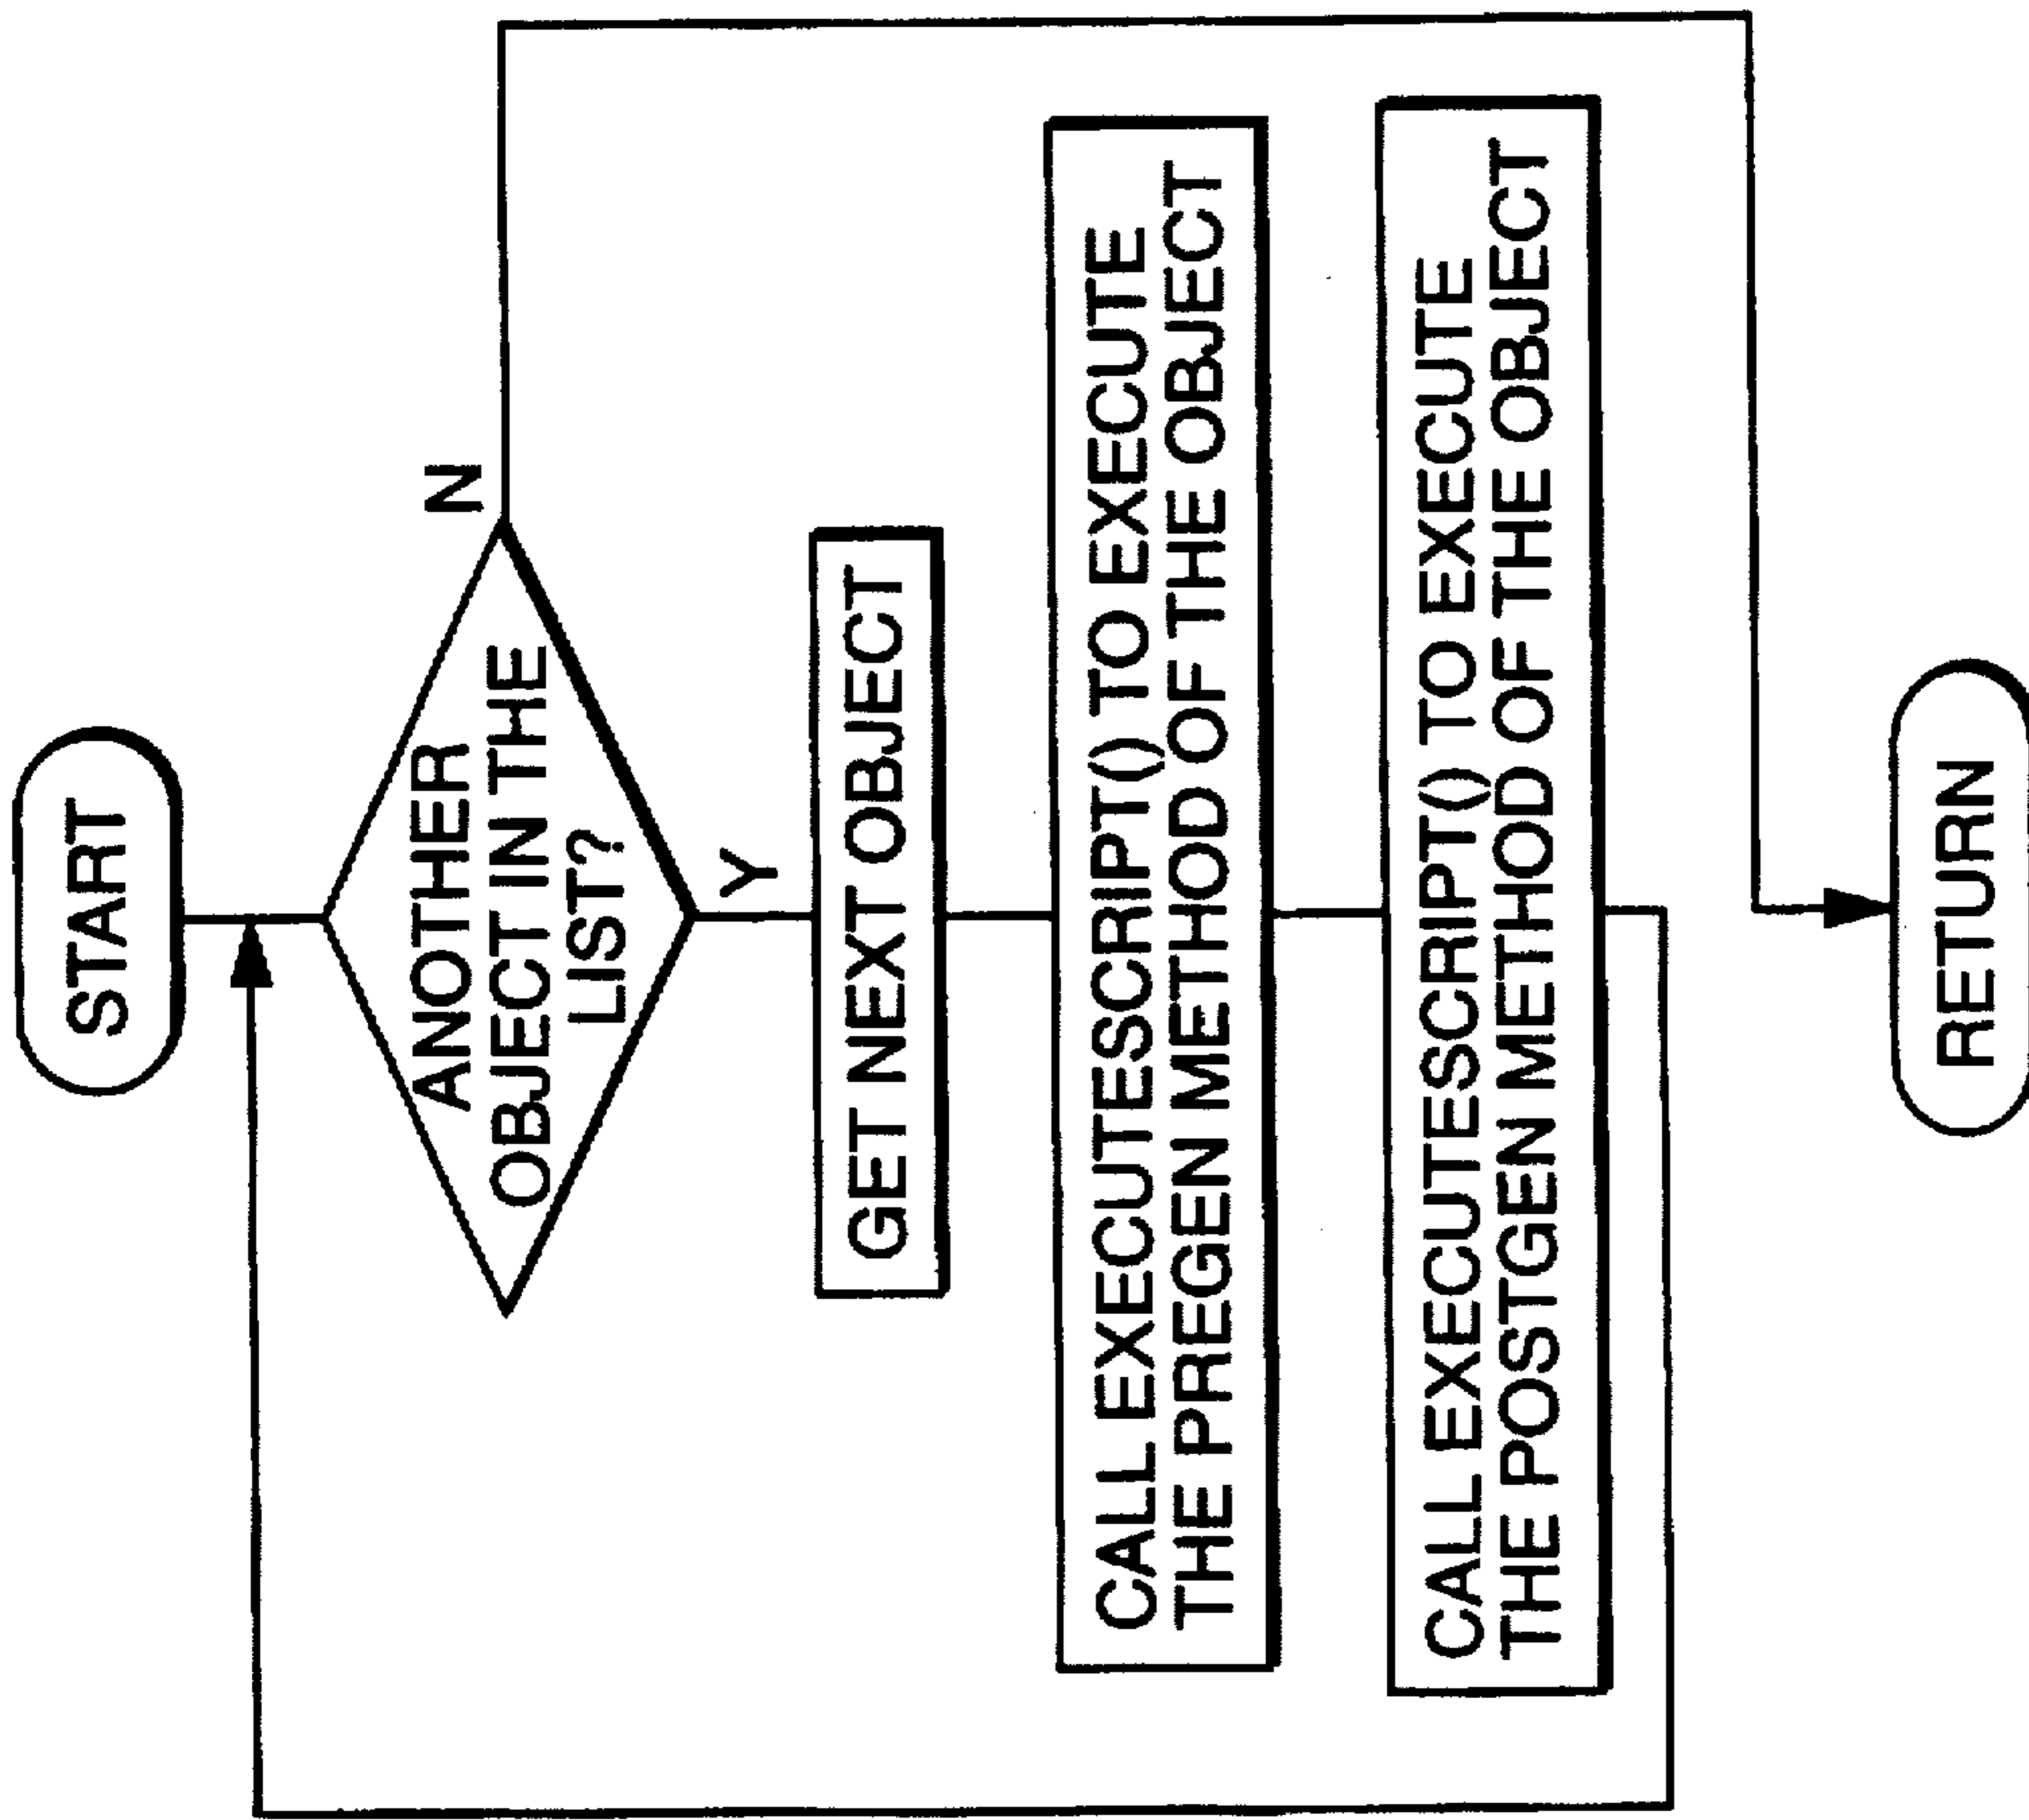 START
ANOTHER
OBJECT IN THE
LIST?
N
Y
GET NEXT OBJECT
CALL EXECUTESCRIPT() TO EXECUTE
THE PREGEN METHOD OF THE OBJECT
CALL EXECUTESCRIPT() TO EXECUTE
THE POSTGEN METHOD OF THE OBJECT
RETURN